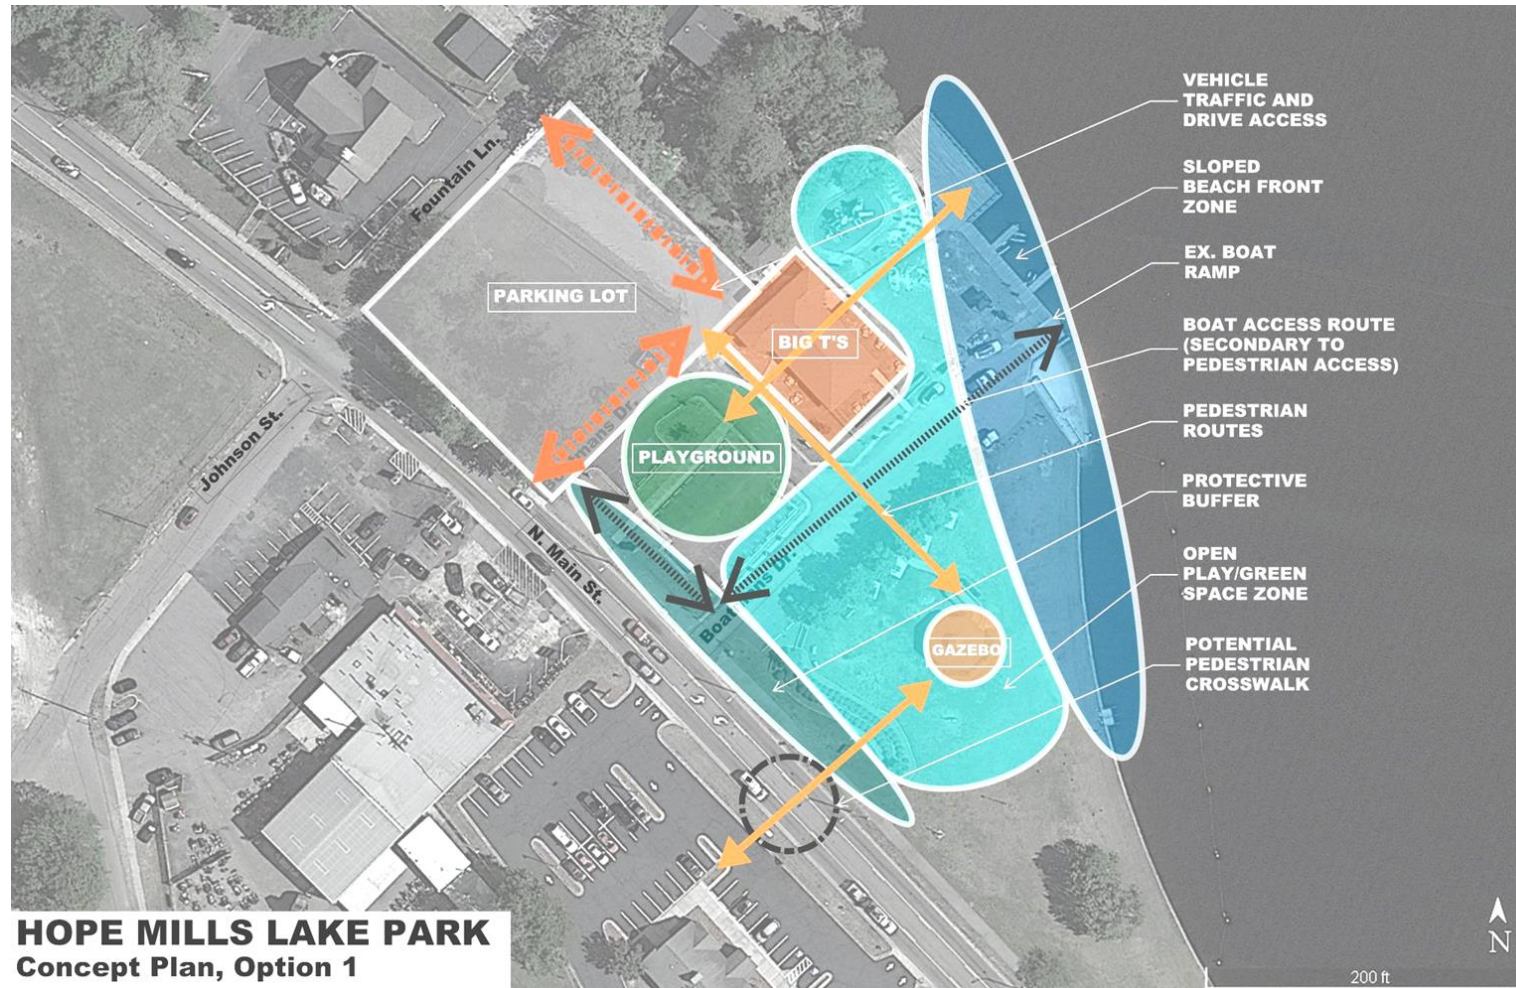 VEHICLE
TRAFFIC AND
DRIVE ACCESS
SLOPED
BEACH FRONT
ZONE
EX. BOAT
RAMP
BOAT ACCESS ROUTE
(SECONDARY TO
PEDESTRIAN ACCESS)
PEDESTRIAN
ROUTES
PROTECTIVE
BUFFER
OPEN
PLAY/GREEN
SPACE ZONE
POTENTIAL
PEDESTRIAN
CROSSWALK
Fountain Ln.
PARKING LOT
BIG T'S
Johnson St.
PLAYGROUND
N. Main St.
GAZEBO
HOPE MILLS LAKE PARK
Concept Plan, Option 1
N
200 ft